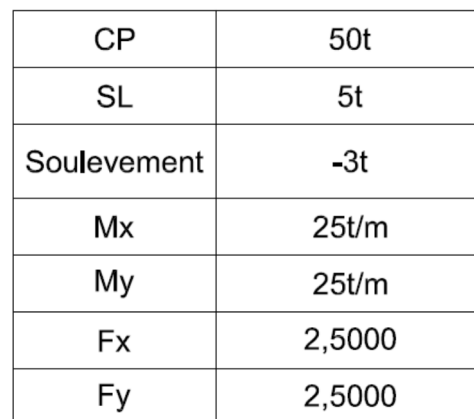 CP 50t
SL 5t
Soulevement -3t
Mx 25t/m
My 25t/m
Fx 2,5000
Fy 2,5000